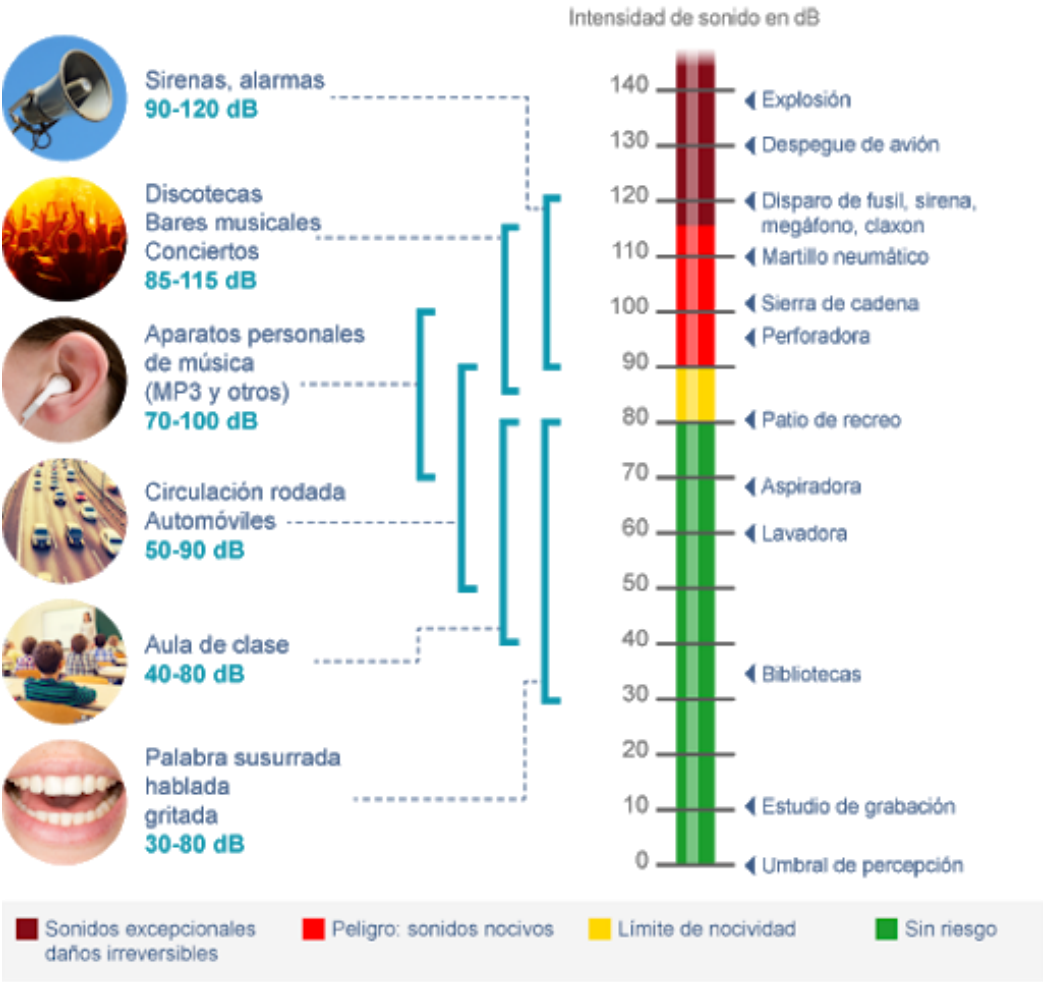 Intensidad de sonido en dB
Sirenas, alarmas
90-120 dB
Discotecas
Bares musicales
Conciertos
85-115 dB
Aparatos personales
de música
(MP3 y otros)
70-100 dB
Circulación rodada
Automóviles
50-90 dB
Aula de clase
40-80 dB
Palabra susurrada
hablada
gritada
30-80 dB
140
130
120
110
100
90
80
70
60
50
40
30
20
10
0
Explosión
Despegue de avión
Disparo de fusil, sirena,
megáfono, claxon
Martillo neumático
Sierra de cadena
Perforadora
Patio de recreo
Aspiradora
Lavadora
Bibliotecas
Estudio de grabación
Umbral de percepción
Sonidos excepcionales
daños irreversibles
Peligro: sonidos nocivos
Límite de nocividad
Sin riesgo